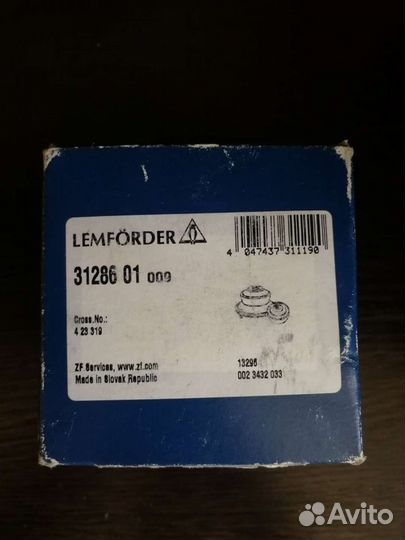 LEMFÖRDER
4 047437 311190
31286 01 000
Cross.No.:
4 23 319
ZF Services, www.zf.com
Made in Slovak Republic
13296
002 3432 033
Avito